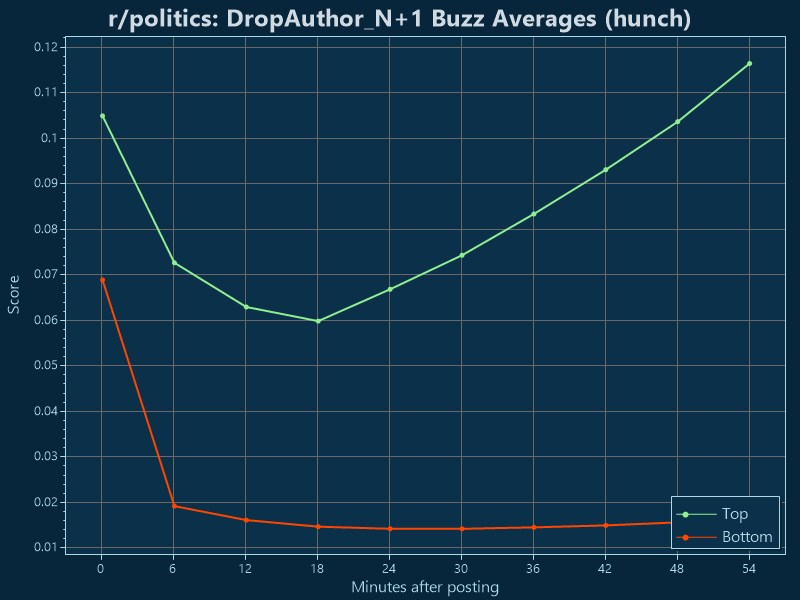 r/politics: DropAuthor_N+1 Buzz Averages (hunch)
0.12
0.11
0.1
0.09
0.08
0.07
0.06
0.05
0.04
0.03
0.02
0.01
Score
Top
Bottom
0 6 12 18 24 30 36 42 48 54
Minutes after posting